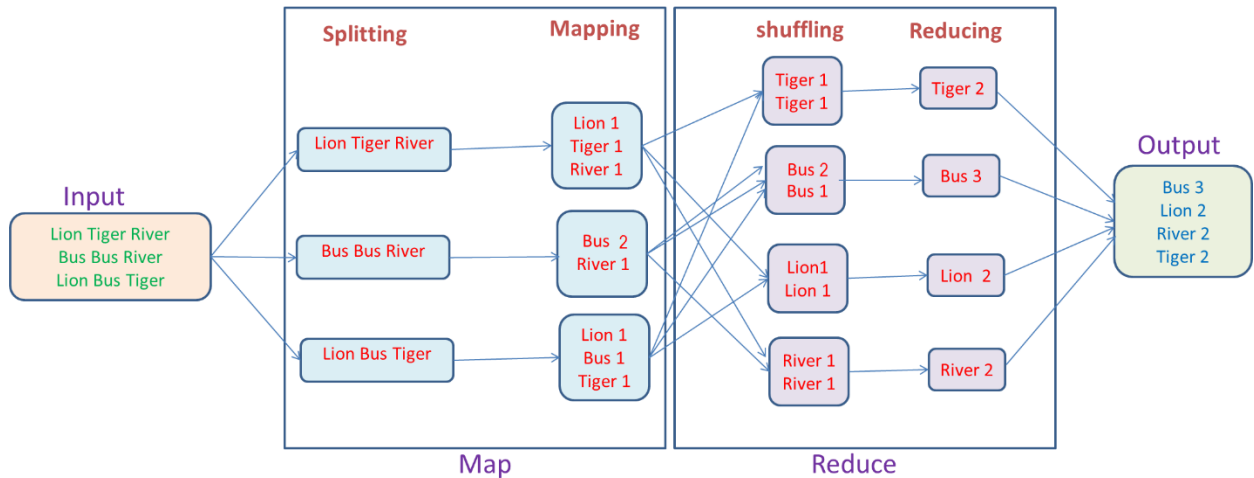 Splitting
Mapping
shuffling
Reducing
Input
Lion Tiger River
Bus Bus River
Lion Bus Tiger
Lion Tiger River
Bus Bus River
Lion Bus Tiger
Lion 1
Tiger 1
River 1
Bus  2
River 1
Lion 1
Bus 1
Tiger 1
Tiger 1
Tiger 1
Bus 2
Bus 1
Lion1
Lion 1
River 1
River 1
Tiger 2
Bus 3
Lion  2
River 2
Output
Bus 3
Lion 2
River 2
Tiger 2
Map
Reduce